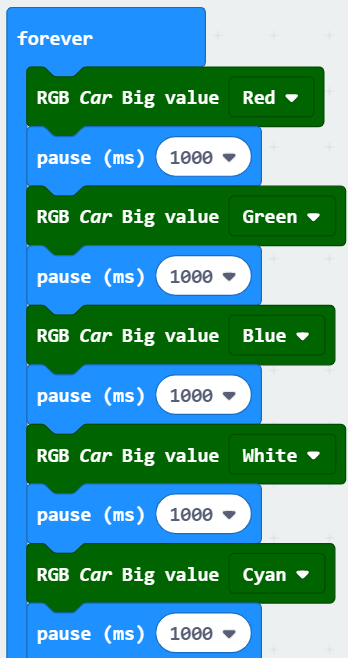 forever
RGB Car Big value Red
pause (ms) 1000
RGB Car Big value Green
pause (ms) 1000
RGB Car Big value Blue
pause (ms) 1000
RGB Car Big value White
pause (ms) 1000
RGB Car Big value Cyan
pause (ms) 1000